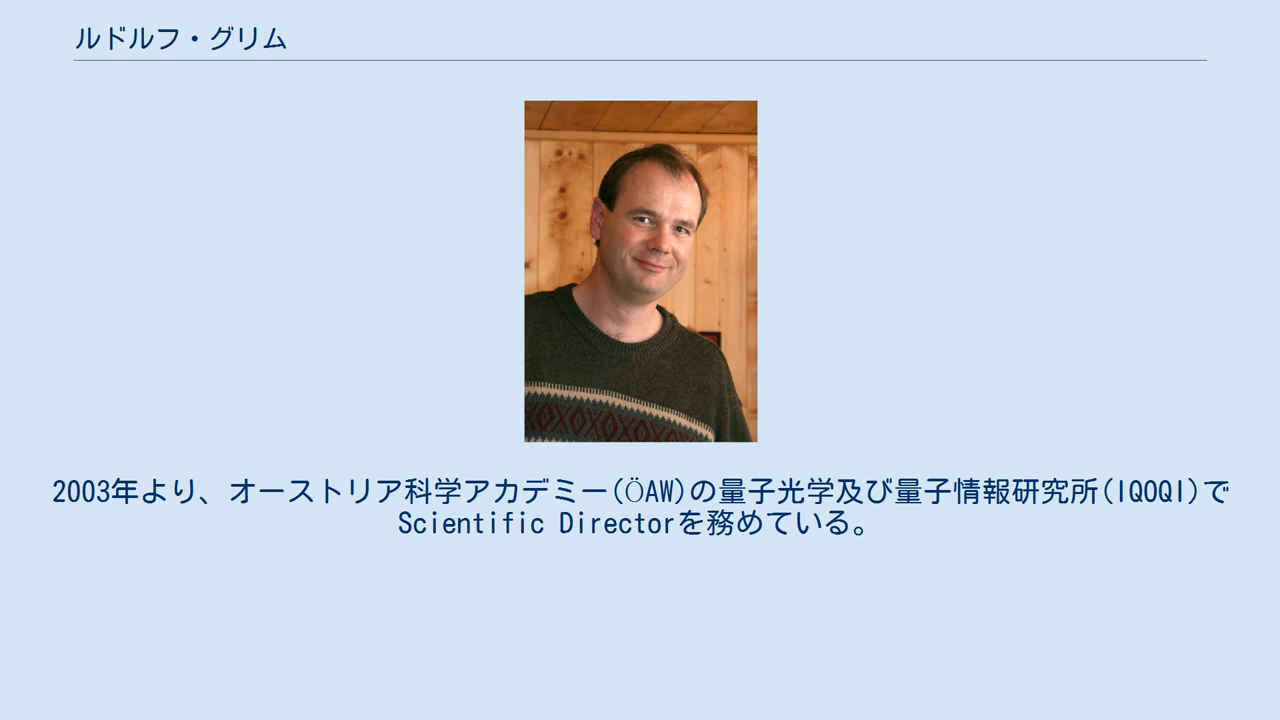 ルドルフ・グリム
2003年より、オーストリア科学アカデミー(ÖAW)の量子光学及び量子情報研究所(IQOQI)で
Scientific Directorを務めている。